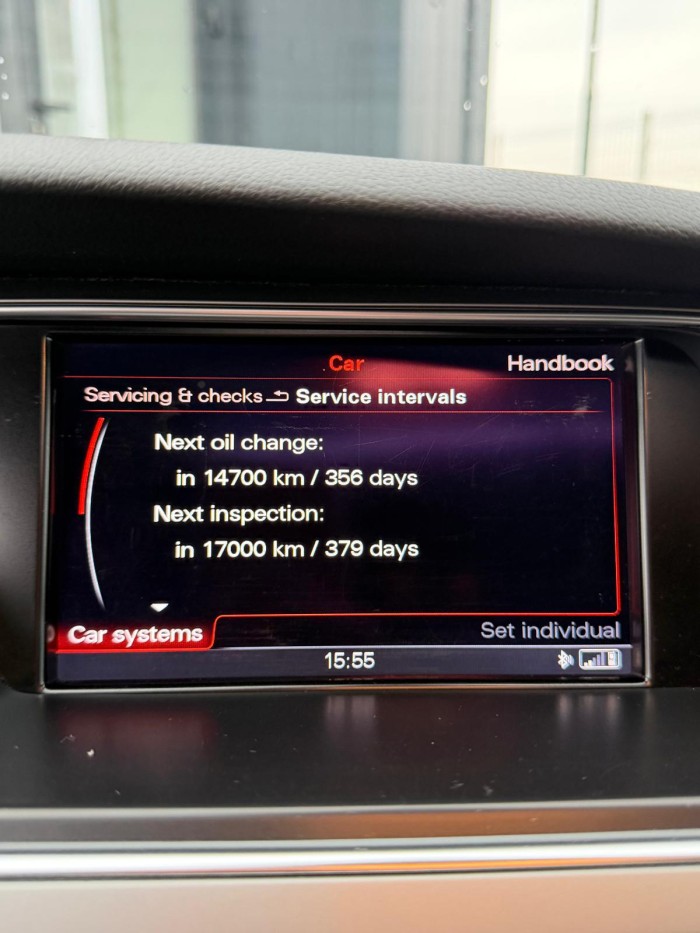 Car
Handbook
Servicing & checks Service intervals
Next oil change:
in 14700 km / 356 days
Next inspection:
in 17000 km / 379 days
Car systems
Set individual
15:55